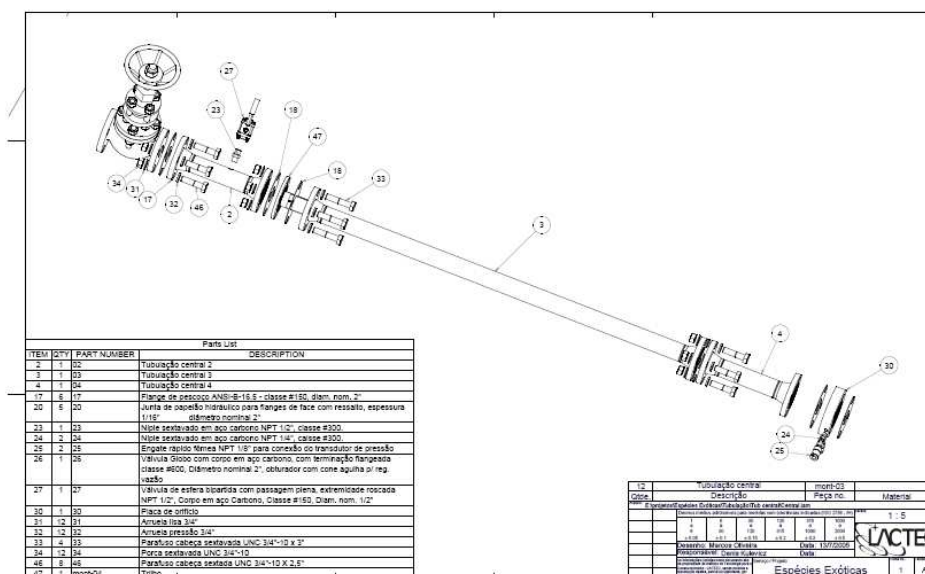 27
23
18
47
18
33
34
31
17
32
46
2
3
4
30
24
25
Parts List
ITEM QTY PART NUMBER DESCRIPTION
2 1 02 Tubulação central 2
3 1 03 Tubulação central 3
4 1 04 Tubulação central 4
17 6 17 Flange de pescoço ANSI-B-16.5 - classe #150, diam. nom. 2"
20 5 20 Junta de papelão hidráulico para flanges de face com ressalto, espessura
1/16" diâmetro nominal 2"
23 1 23 Niple sextavado em aço carbono NPT 1/2", classe #300.
24 2 24 Niple sextavado em aço carbono NPT 1/4", calsse #300.
25 2 25 Engate rápido fêmea NPT 1/8" para conexão do transdutor de pressão
26 1 26 Válvula Globo com corpo em aço carbono, com terminação flangeada
classe #600, Diâmetro nominal 2", obturador com cone agulha p/ reg.
vazão
27 1 27 Válvula de esfera bipartida com passagem plena, extremidade roscada
NPT 1/2", Corpo em aço Carbono, Classe #150, Diam. nom. 1/2"
30 1 30 Placa de orifício
31 12 31 Arruela lisa 3/4"
32 12 32 Arruela pressão 3/4"
33 4 33 Parafuso cabeça sextavada UNC 3/4"-10 x 3"
34 12 34 Porca sextavada UNC 3/4"-10
46 8 46 Parafuso cabeça sextada UNC 3/4"-10 X 2,5"
47 1 mont-04 Trilho
12 Tubulação central mont-03
Qtde. Descrição Peça no. Material
1 : 5
Desenho: Marcos Oliveira Data: 13/7/2006
Responsável: Denis Kulevicz Data:
LACTE
Espécies Exóticas 1